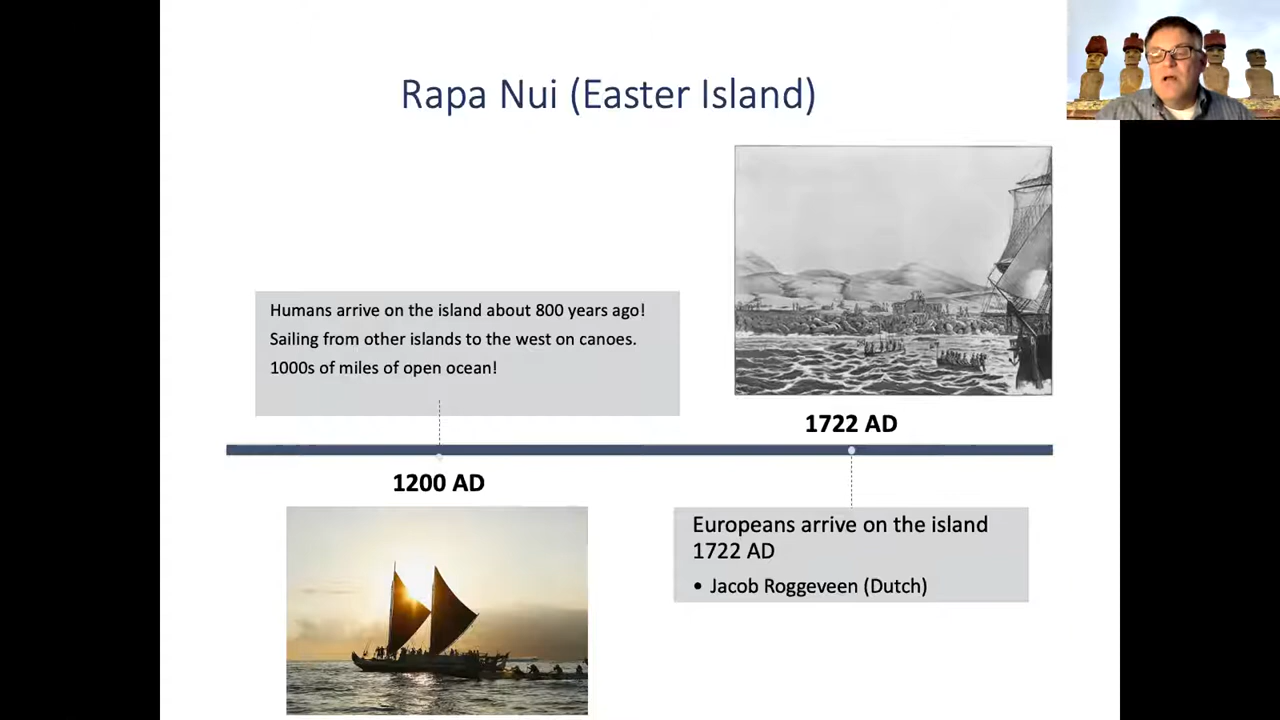 Rapa Nui (Easter Island)
Humans arrive on the island about 800 years ago!
Sailing from other islands to the west on canoes.
1000s of miles of open ocean!
1722 AD
1200 AD
Europeans arrive on the island
1722 AD
• Jacob Roggeveen (Dutch)